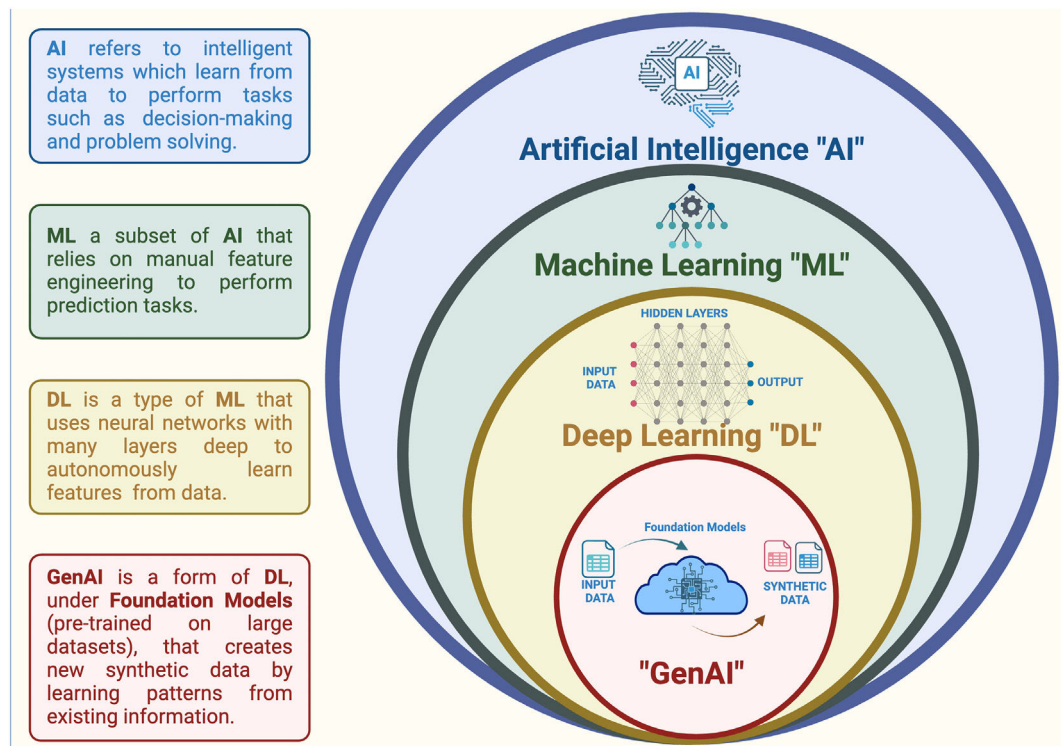 AI refers to intelligent
systems which learn from
data to perform tasks
such as decision-making
and problem solving.
ML a subset of AI that
relies on manual feature
engineering to perform
prediction tasks.
DL is a type of ML that
uses neural networks with
many layers deep to
autonomously learn
features from data.
GenAI is a form of DL,
under Foundation Models
(pre-trained on large
datasets), that creates
new synthetic data by
learning patterns from
existing information.
AI
Artificial Intelligence "AI"
Machine Learning "ML"
HIDDEN LAYERS
INPUT
DATA
OUTPUT
Deep Learning "DL"
Foundation Models
INPUT
DATA
SYNTHETIC
DATA
"GenAI"